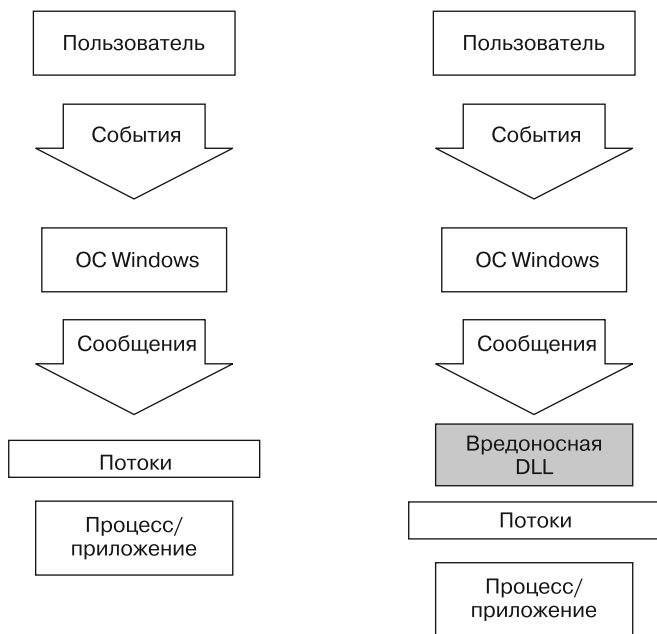 Пользователь
События
ОС Windows
Сообщения
Потоки
Процесс/
приложение
Пользователь
События
ОС Windows
Сообщения
Вредоносная
DLL
Потоки
Процесс/
приложение